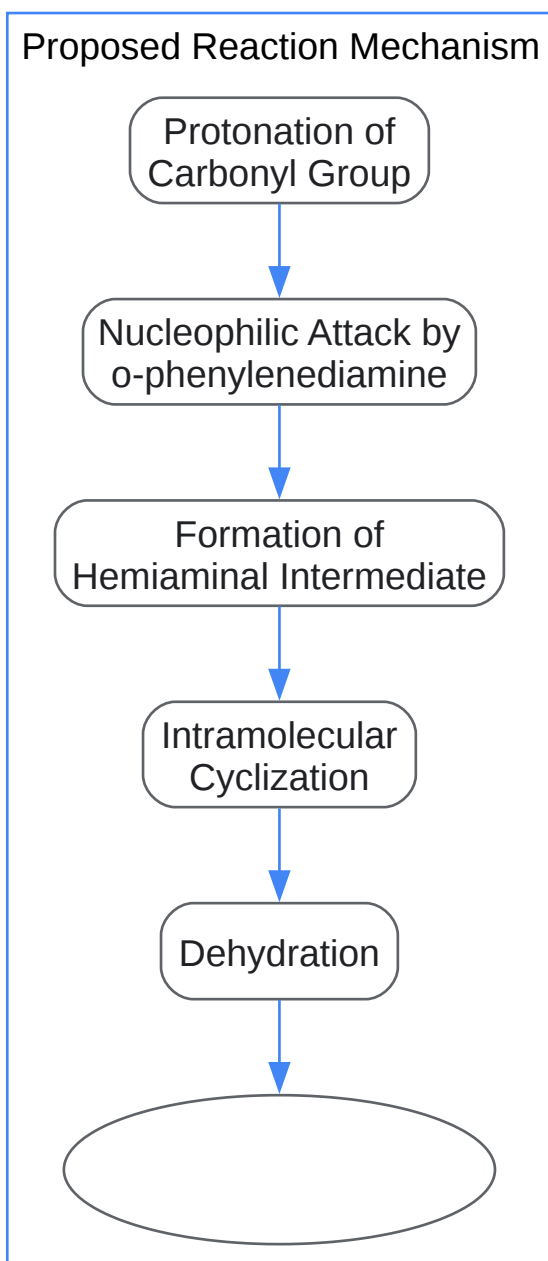 Proposed Reaction Mechanism
Protonation of
Carbonyl Group
Nucleophilic Attack by
o-phenylenediamine
Formation of
Hemiaminal Intermediate
Intramolecular
Cyclization
Dehydration